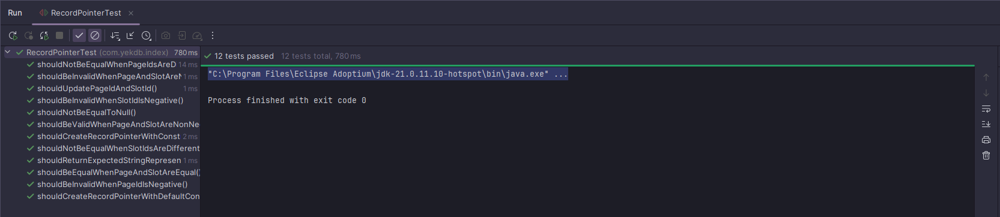 Run RecordPointerTest
RecordPointerTest (com.yekdb.index) 780 ms
shouldNotBeEqualWhenPageIdsAreD 14 ms
shouldBeInvalidWhenPageAndSlotAreN 1 ms
shouldUpdatePageIdAndSlotId() 1 ms
shouldBeInvalidWhenSlotIdIsNegative()
shouldNotBeEqualToNull()
shouldBeValidWhenPageAndSlotAreNonNe
shouldCreateRecordPointerWithConst 2 ms
shouldNotBeEqualWhenSlotIdsAreDifferent
shouldReturnExpectedStringRepresen 1 ms
shouldBeEqualWhenPageAndSlotAreEqual()
shouldBeInvalidWhenPageIdIsNegative()
shouldCreateRecordPointerWithDefaultCon
12 tests passed 12 tests total, 780 ms
"C:\Program Files\Eclipse Adoptium\jdk-21.0.11.10-hotspot\bin\java.exe" ...
Process finished with exit code 0